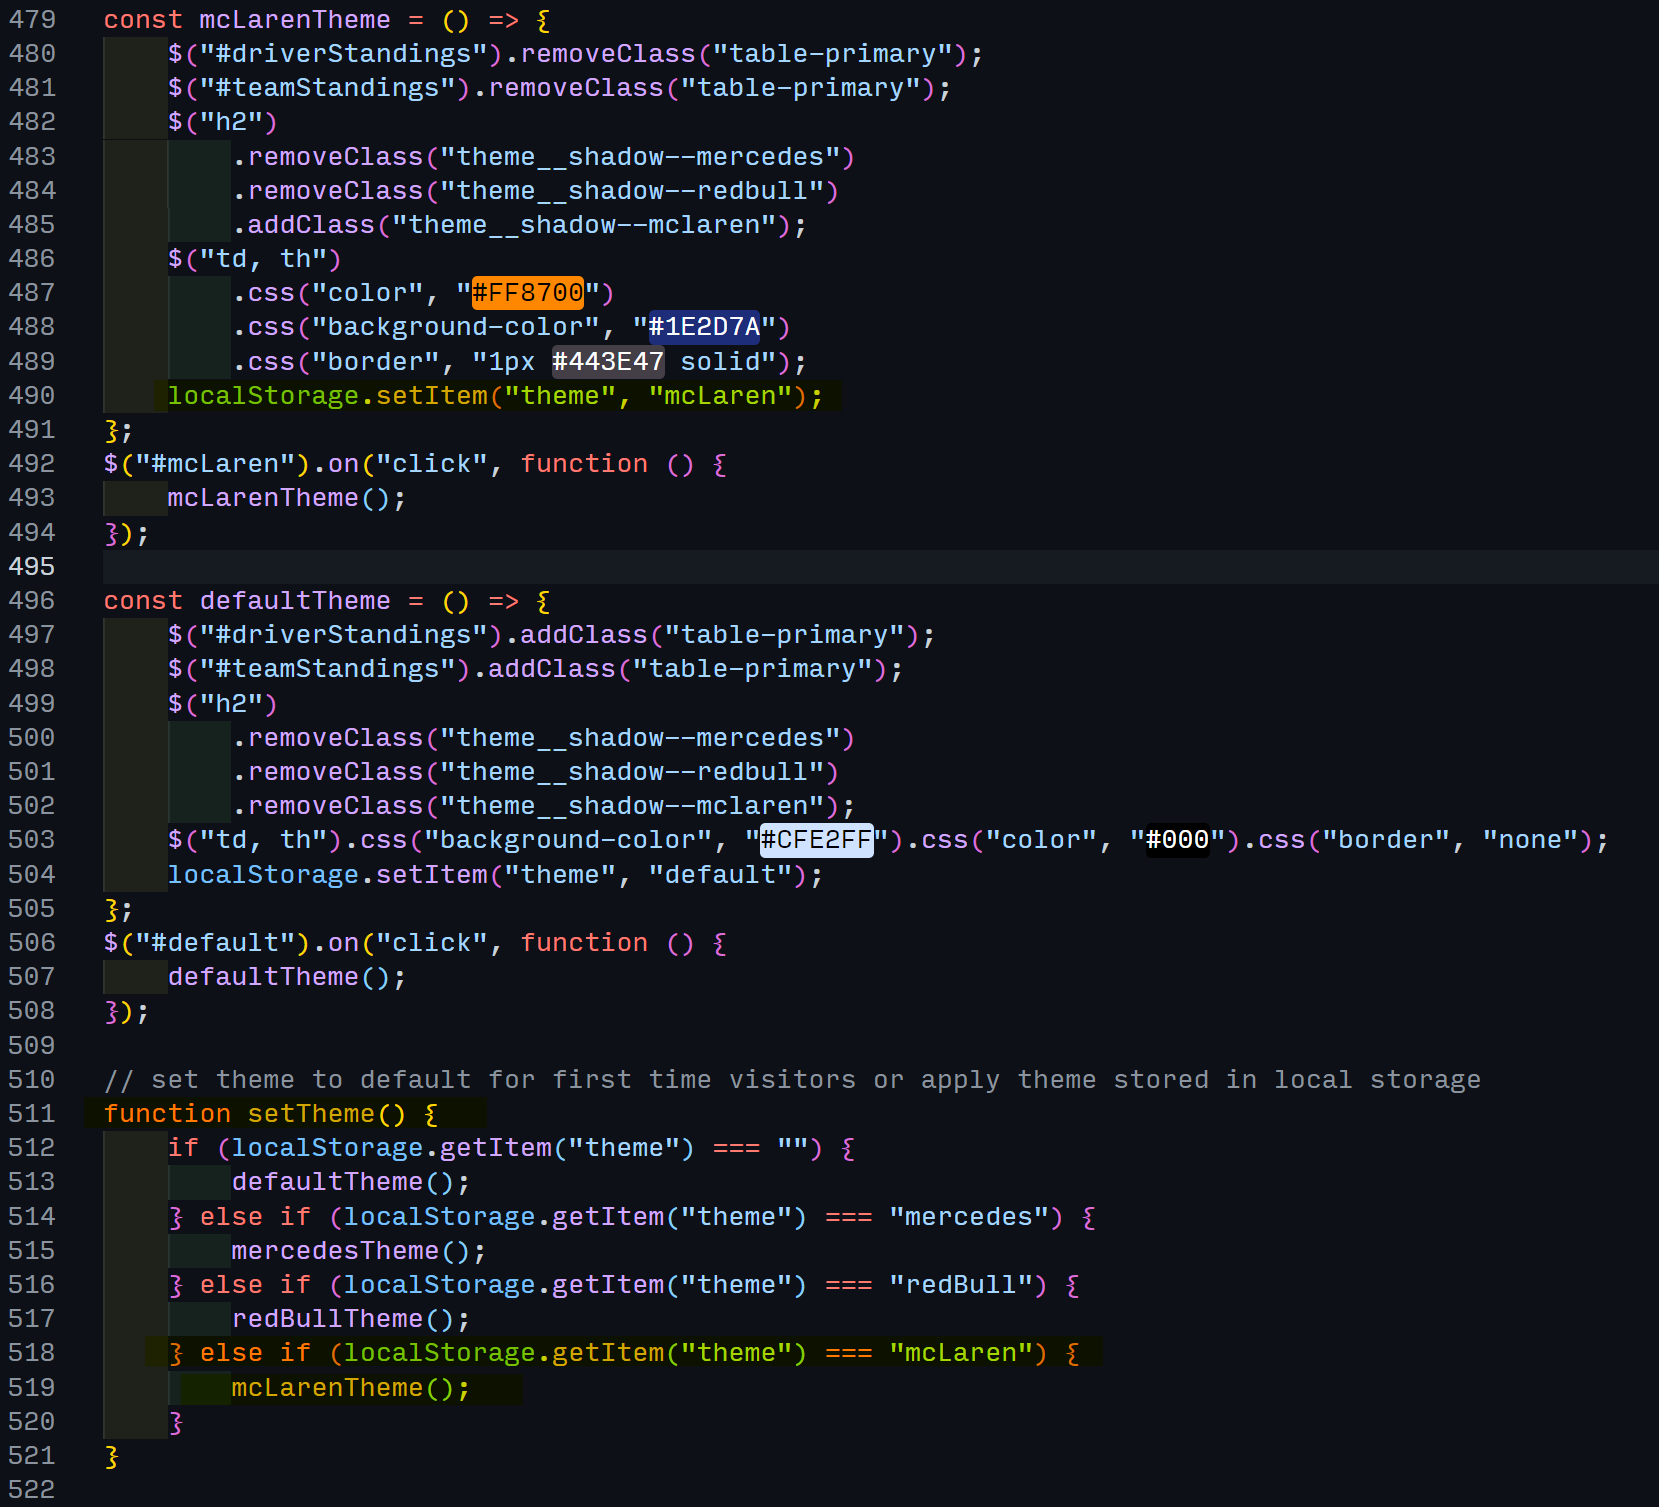 479 const mcLarenTheme = () => {
480     $("#driverStandings").removeClass("table-primary");
481     $("#teamStandings").removeClass("table-primary");
482     $("h2")
483         .removeClass("theme__shadow--mercedes")
484         .removeClass("theme__shadow--redbull")
485         .addClass("theme__shadow--mclaren");
486     $("td, th")
487         .css("color", "#FF8700")
488         .css("background-color", "#1E2D7A")
489         .css("border", "1px #443E47 solid");
490     localStorage.setItem("theme", "mcLaren");
491 };
492 $("#mcLaren").on("click", function () {
493     mcLarenTheme();
494 });
495
496 const defaultTheme = () => {
497     $("#driverStandings").addClass("table-primary");
498     $("#teamStandings").addClass("table-primary");
499     $("h2")
500         .removeClass("theme__shadow--mercedes")
501         .removeClass("theme__shadow--redbull")
502         .removeClass("theme__shadow--mclaren");
503     $("td, th").css("background-color", "#CFE2FF").css("color", "#000").css("border", "none");
504     localStorage.setItem("theme", "default");
505 };
506 $("#default").on("click", function () {
507     defaultTheme();
508 });
509
510 // set theme to default for first time visitors or apply theme stored in local storage
511 function setTheme() {
512     if (localStorage.getItem("theme") === "") {
513         defaultTheme();
514     } else if (localStorage.getItem("theme") === "mercedes") {
515         mercedesTheme();
516     } else if (localStorage.getItem("theme") === "redBull") {
517         redBullTheme();
518     } else if (localStorage.getItem("theme") === "mcLaren") {
519         mcLarenTheme();
520     }
521 }
522